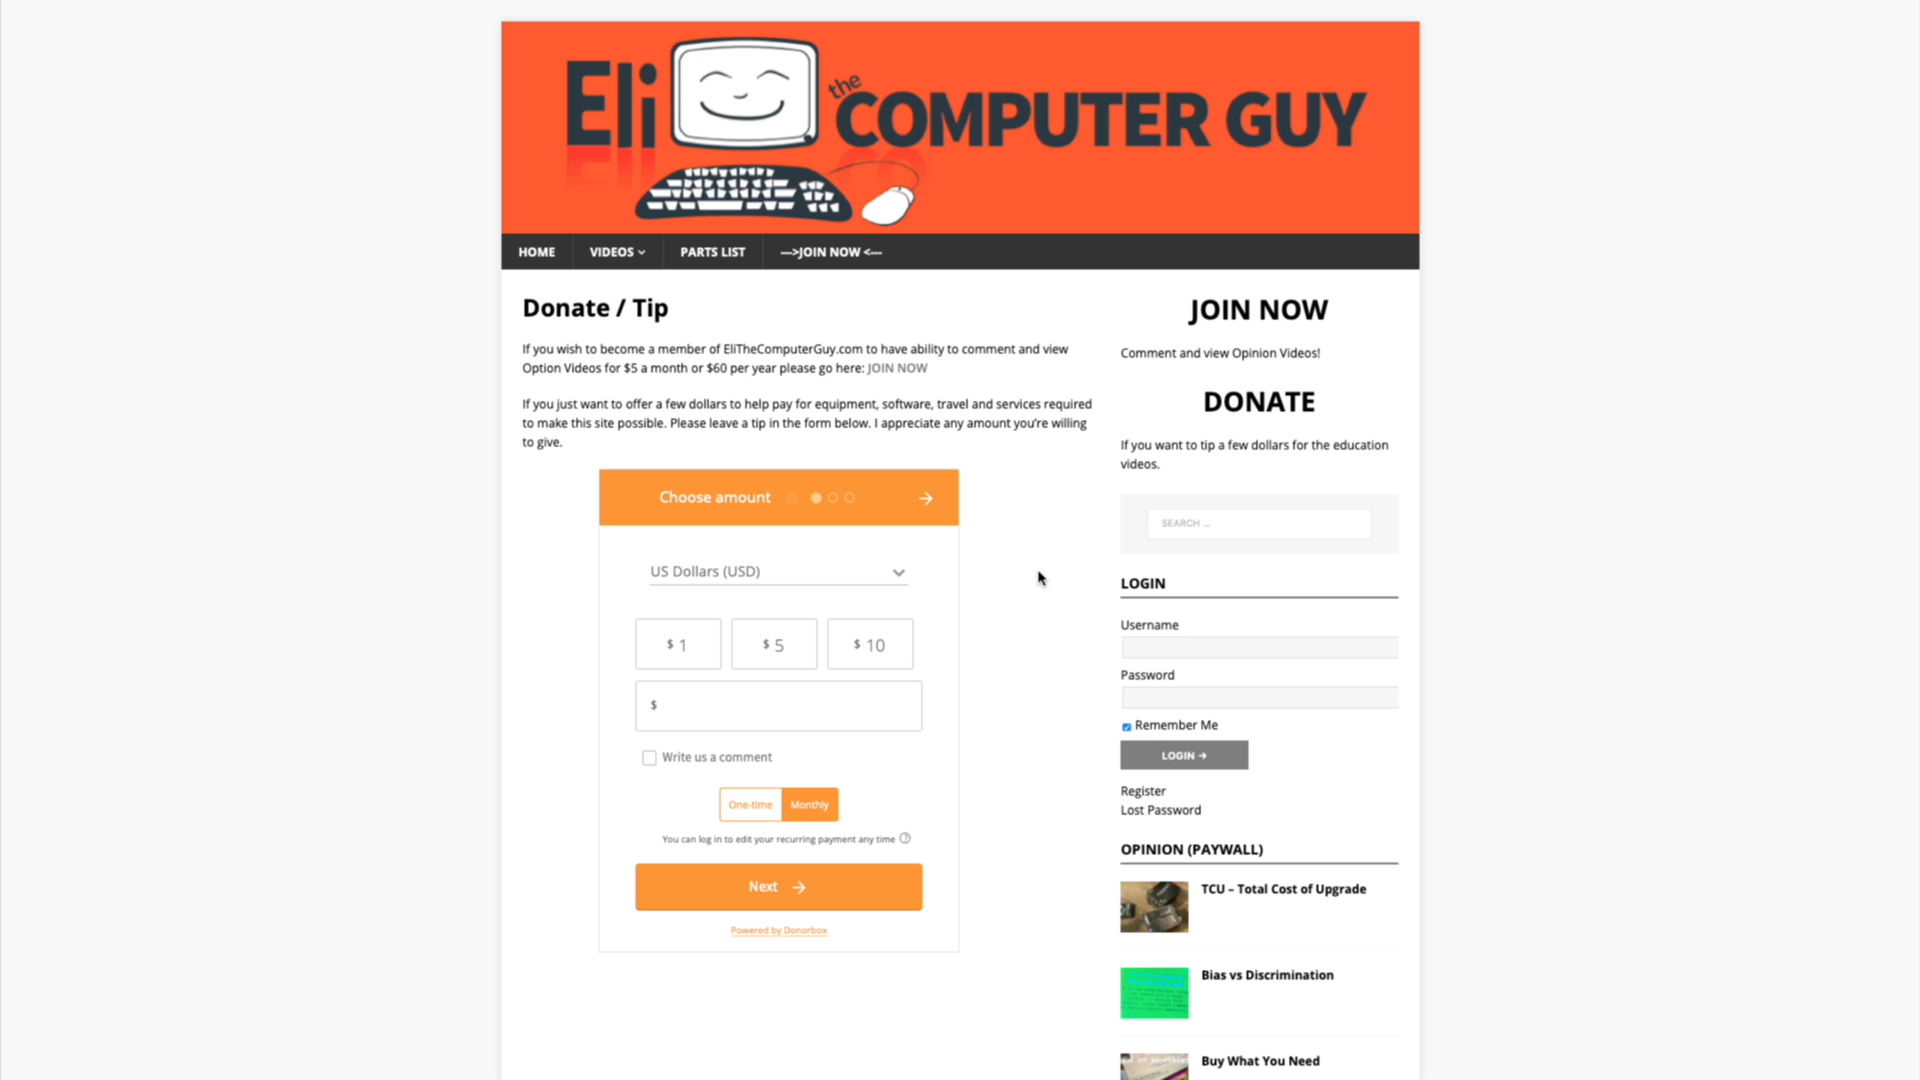 Eli the COMPUTER GUY
HOME VIDEOS PARTS LIST --->JOIN NOW <---
Donate / Tip
If you wish to become a member of EliTheComputerGuy.com to have ability to comment and view
Option Videos for $5 a month or $60 per year please go here: JOIN NOW
If you just want to offer a few dollars to help pay for equipment, software, travel and services required
to make this site possible. Please leave a tip in the form below. I appreciate any amount you're willing
to give.
Choose amount
US Dollars (USD)
$ 1 $ 5 $ 10
$
Write us a comment
One-time Monthly
You can log in to edit your recurring payment any time ?
Next
Powered by Donorbox
JOIN NOW
Comment and view Opinion Videos!
DONATE
If you want to tip a few dollars for the education
videos.
SEARCH ...
LOGIN
Username
Password
Remember Me
LOGIN →
Register
Lost Password
OPINION (PAYWALL)
TCU – Total Cost of Upgrade
Bias vs Discrimination
Buy What You Need